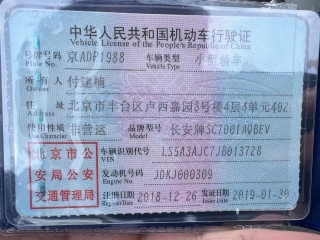 中华人民共和国机动车行驶证
Vehicle License of the People's Republic of China
号牌号码 京ADP1988 车辆类型 小型轿车
Plate No. Vehicle Type
所有人 付建楠
Owner
住址 北京市丰台区卢西嘉园8号楼4层4单元402
Address
使用性质 非营运 品牌型号 长安牌SC7001AQBEV
北京市公安局公安交通管理局
车辆识别代号 LS5A3AJC7JB013728
VIN
发动机号码 JDKJ000309
Engine No.
注册日期 2018-12-26 发证日期 2019-01-30
Register Date Issue Date